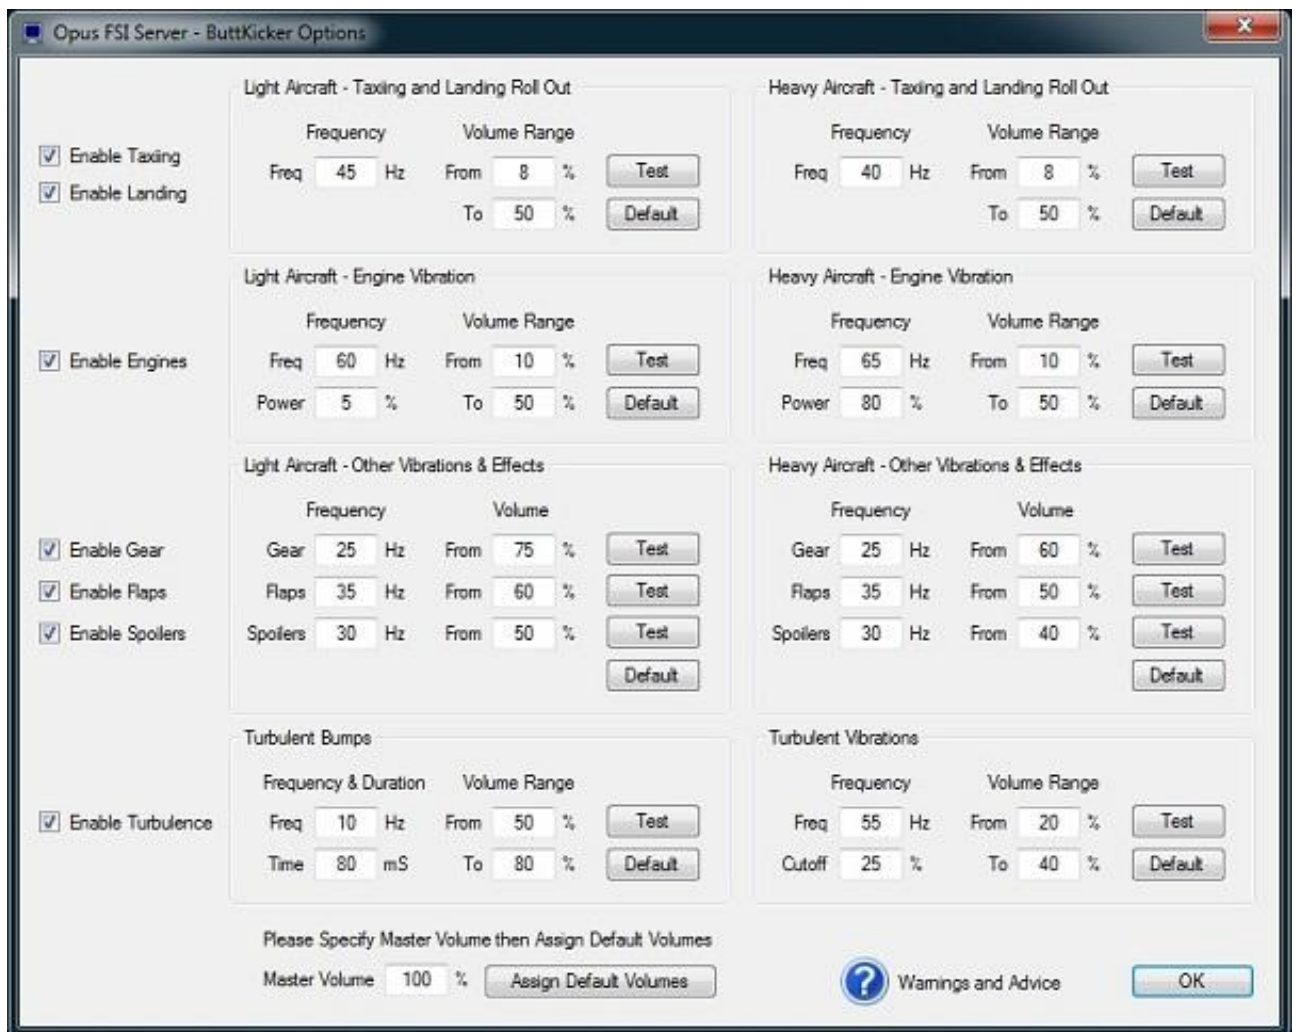 Opus FSI Server - ButtKicker Options
Light Aircraft - Taxiing and Landing Roll Out
Heavy Aircraft - Taxiing and Landing Roll Out
Frequency Volume Range Frequency Volume Range
Enable Taxiing
Freq 45 Hz From 8 % Test Freq 40 Hz From 8 % Test
Enable Landing
To 50 % Default To 50 % Default
Light Aircraft - Engine Vibration
Heavy Aircraft - Engine Vibration
Frequency Volume Range Frequency Volume Range
Enable Engines Freq 60 Hz From 10 % Test Freq 65 Hz From 10 % Test
Power 5 % To 50 % Default Power 80 % To 50 % Default
Light Aircraft - Other Vibrations & Effects
Heavy Aircraft - Other Vibrations & Effects
Frequency Volume Frequency Volume
Enable Gear Gear 25 Hz From 75 % Test Gear 25 Hz From 60 % Test
Enable Flaps Flaps 35 Hz From 60 % Test Flaps 35 Hz From 50 % Test
Enable Spoilers Spoilers 30 Hz From 50 % Test Spoilers 30 Hz From 40 % Test
Default Default
Turbulent Bumps
Turbulent Vibrations
Frequency & Duration Volume Range Frequency Volume Range
Enable Turbulence Freq 10 Hz From 50 % Test Freq 55 Hz From 20 % Test
Time 80 mS To 80 % Default Cutoff 25 % To 40 % Default
Please Specify Master Volume then Assign Default Volumes
Master Volume 100 % Assign Default Volumes ? Warnings and Advice OK